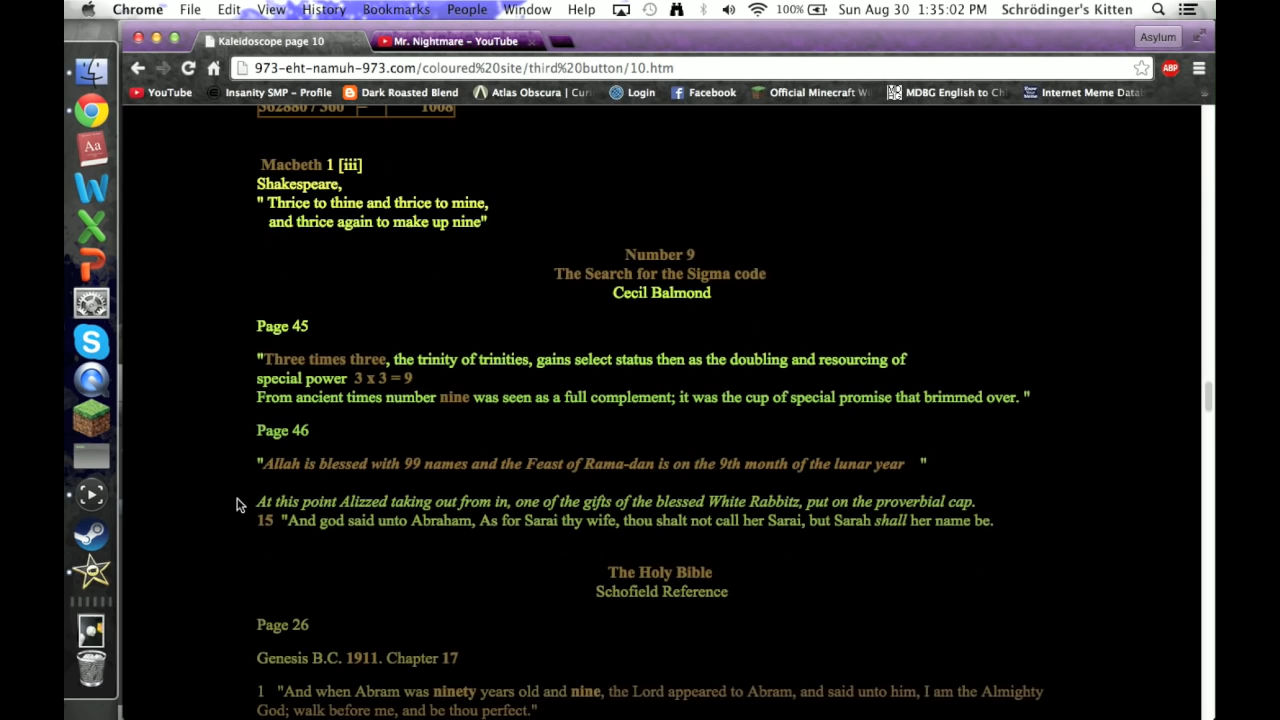 Chrome File Edit View History Bookmarks People Window Help 100% Sun Aug 30 1:35:02 PM Schrödinger's Kitten
Kaleidoscope page 10 Mr. Nightmare – YouTube Asylum
973-eht-namuh-973.com/coloured%20site/third%20button/10.htm ABP
YouTube Insanity SMP – Profile Dark Roasted Blend Atlas Obscura | Curi Login Facebook Official Minecraft Wi MDBG English to Chi Internet Meme Datab »
362880 / 360 = 1008
Macbeth 1 [iii]
Shakespeare,
" Thrice to thine and thrice to mine,
and thrice again to make up nine"
Number 9
The Search for the Sigma code
Cecil Balmond
Page 45
"Three times three, the trinity of trinities, gains select status then as the doubling and resourcing of
special power 3 x 3 = 9
From ancient times number nine was seen as a full complement; it was the cup of special promise that brimmed over. "
Page 46
"Allah is blessed with 99 names and the Feast of Rama-dan is on the 9th month of the lunar year "
At this point Alizzed taking out from in, one of the gifts of the blessed White Rabbitz, put on the proverbial cap.
15 "And god said unto Abraham, As for Sarai thy wife, thou shalt not call her Sarai, but Sarah shall her name be.
The Holy Bible
Schofield Reference
Page 26
Genesis B.C. 1911. Chapter 17
1 "And when Abram was ninety years old and nine, the Lord appeared to Abram, and said unto him, I am the Almighty
God; walk before me, and be thou perfect."